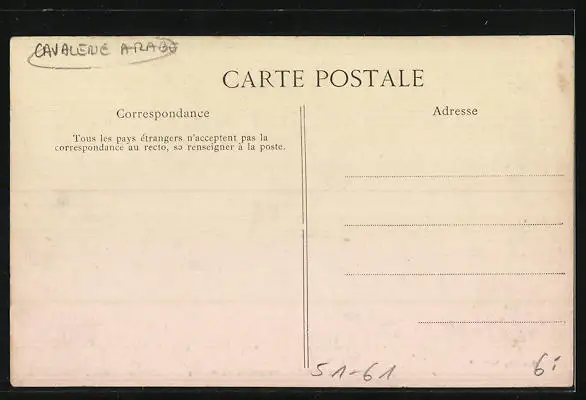 CAVALERIE ARABE
CARTE POSTALE
Correspondance
Tous les pays étrangers n'acceptent pas la
correspondance au recto, se renseigner à la poste.
Adresse
51-61
6: